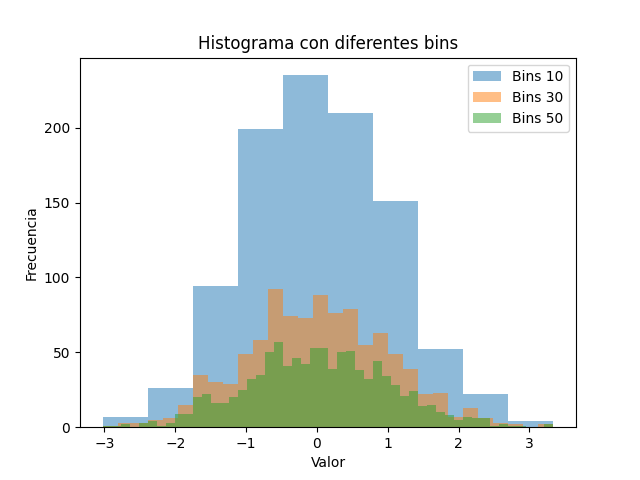 Histograma con diferentes bins
Bins 10
Bins 30
Bins 50
Frecuencia
200
150
100
50
0
−3 −2 −1 0 1 2 3
Valor